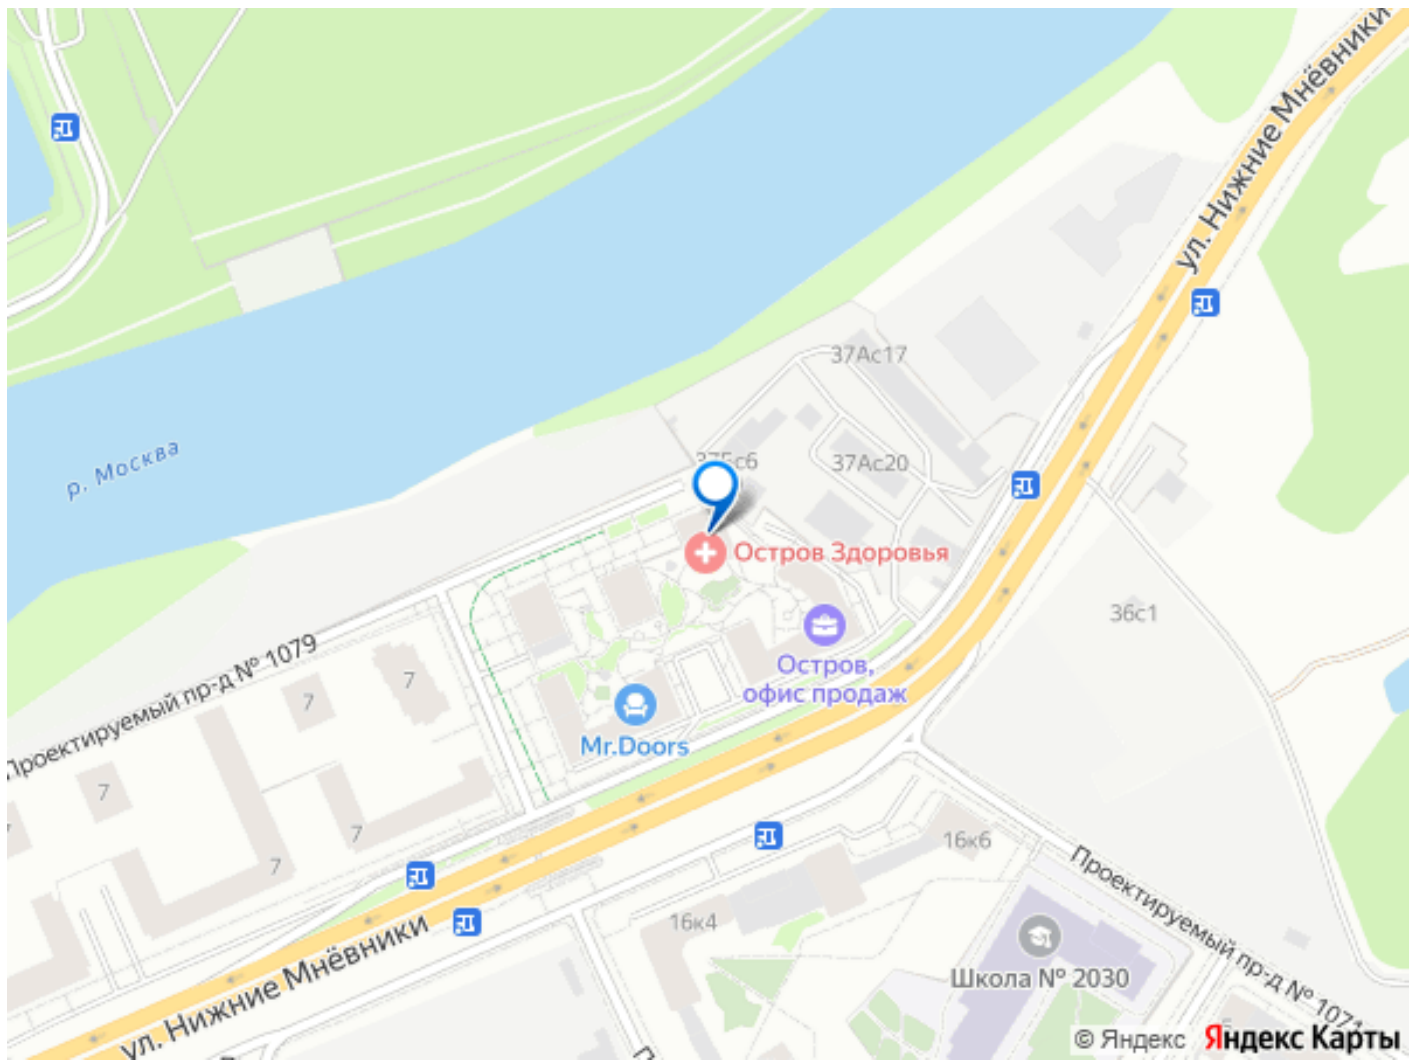 ул. Нижние Мнёвники
37Ас17
37Бс6
37Ас20
р. Москва
Остров Здоровья
36с1
Остров,
офис продаж
Проектируемый пр-д № 1079
7
7
7
7
7
Mr.Doors
16к6
16к4
Проектируемый пр-д № 1071
Школа № 2030
ул. Нижние Мнёвники
© Яндекс
Яндекс Карты